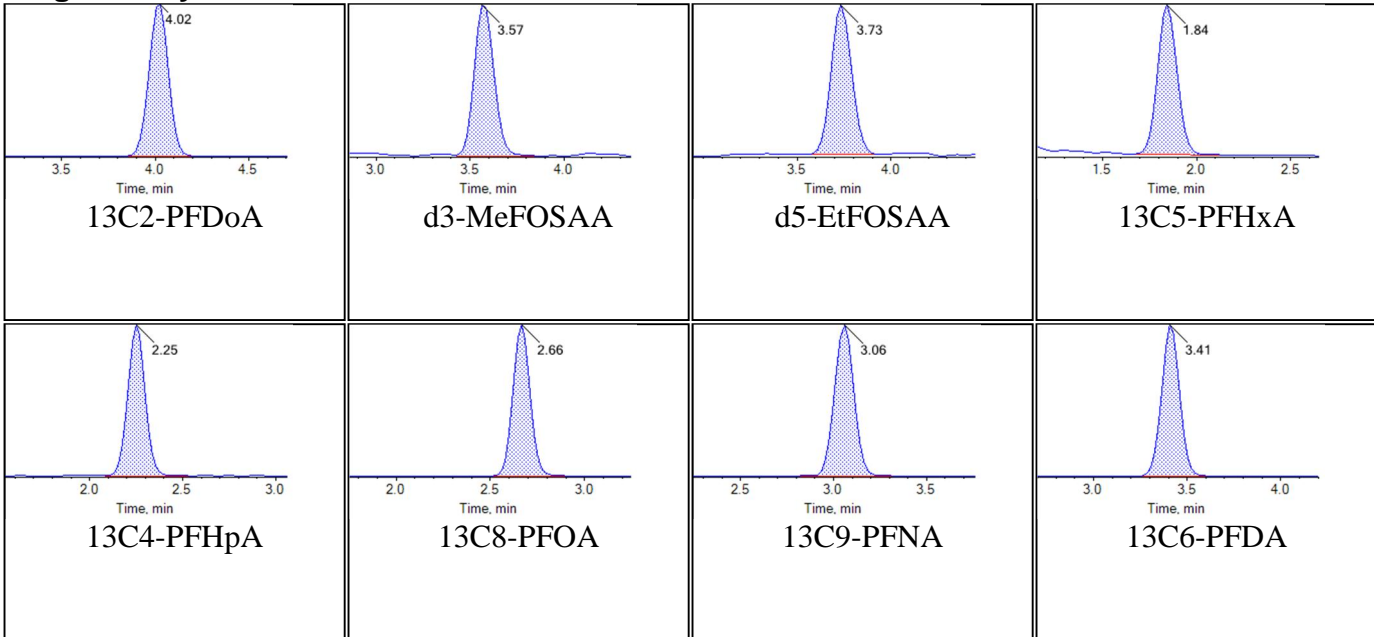 4.02
3.5 4.0 4.5
Time, min
13C2-PFDoA
3.57
3.0 3.5 4.0
Time, min
d3-MeFOSAA
3.73
3.5 4.0
Time, min
d5-EtFOSAA
1.84
1.5 2.0 2.5
Time, min
13C5-PFHxA
2.25
2.0 2.5 3.0
Time, min
13C4-PFHpA
2.66
2.0 2.5 3.0
Time, min
13C8-PFOA
3.06
2.5 3.0 3.5
Time, min
13C9-PFNA
3.41
3.0 3.5 4.0
Time, min
13C6-PFDA